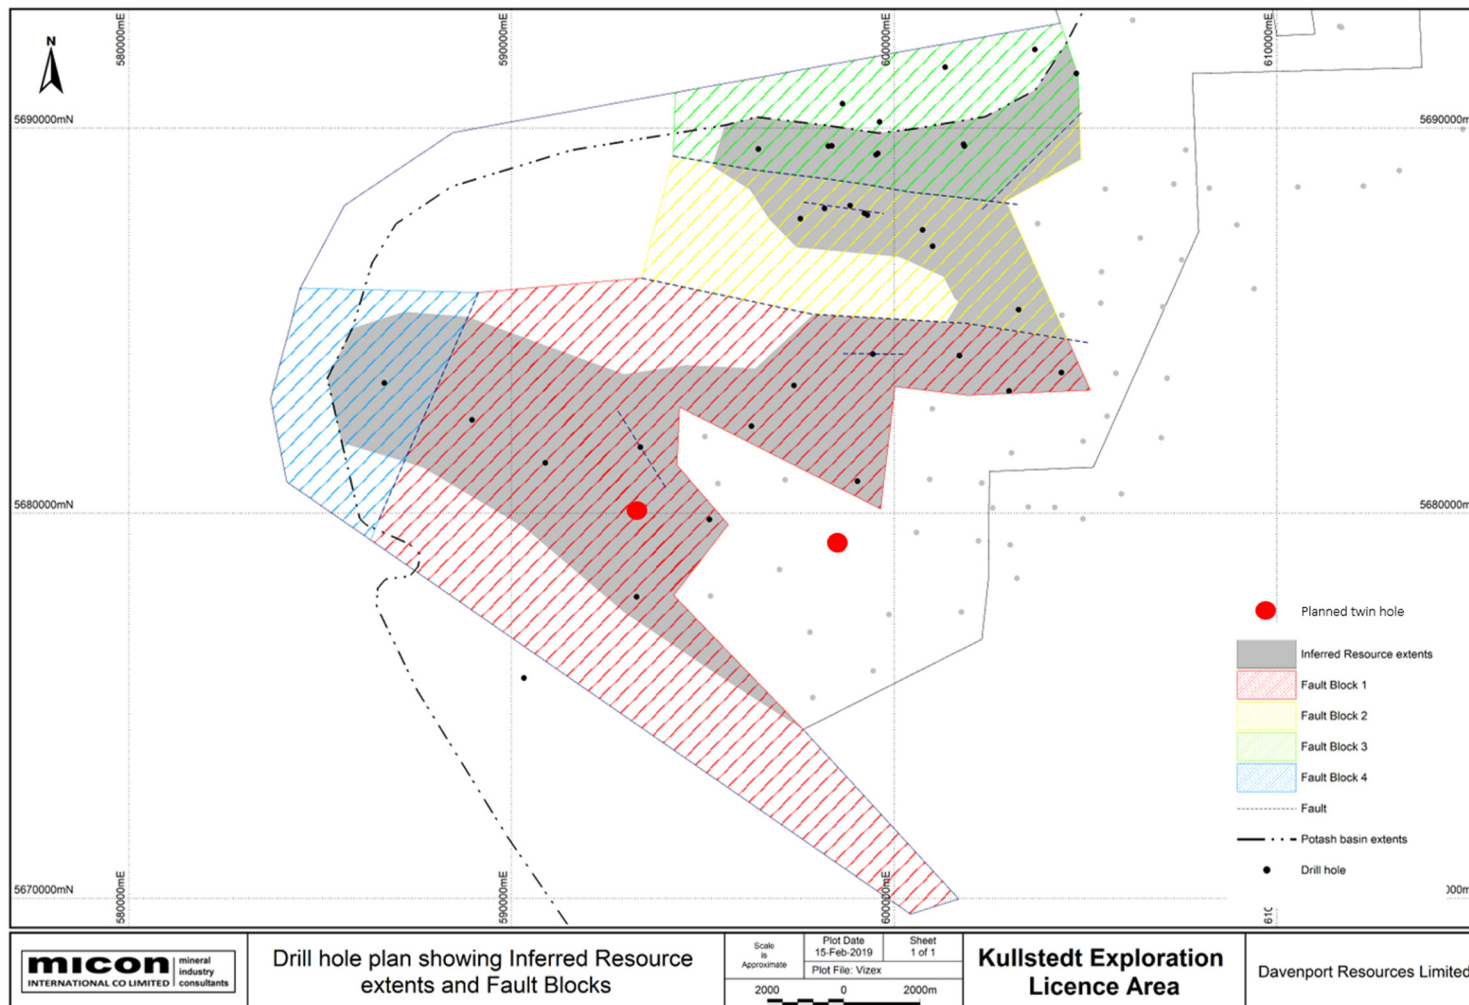 N
580000mE
590000mE
600000mE
610000mE
5690000mN
5690000mN
5680000mN
5680000mN
5670000mN
580000mE
590000mE
600000mE
Planned twin hole
Inferred Resource extents
Fault Block 1
Fault Block 2
Fault Block 3
Fault Block 4
Fault
Potash basin extents
Drill hole
micon
INTERNATIONAL CO LIMITED
mineral
industry
consultants
Drill hole plan showing Inferred Resource
extents and Fault Blocks
Scale
is
Approximate
Plot Date
15-Feb-2019
Sheet
1 of 1
Plot File: Vizex
2000 0 2000m
Kullstedt Exploration
Licence Area
Davenport Resources Limited